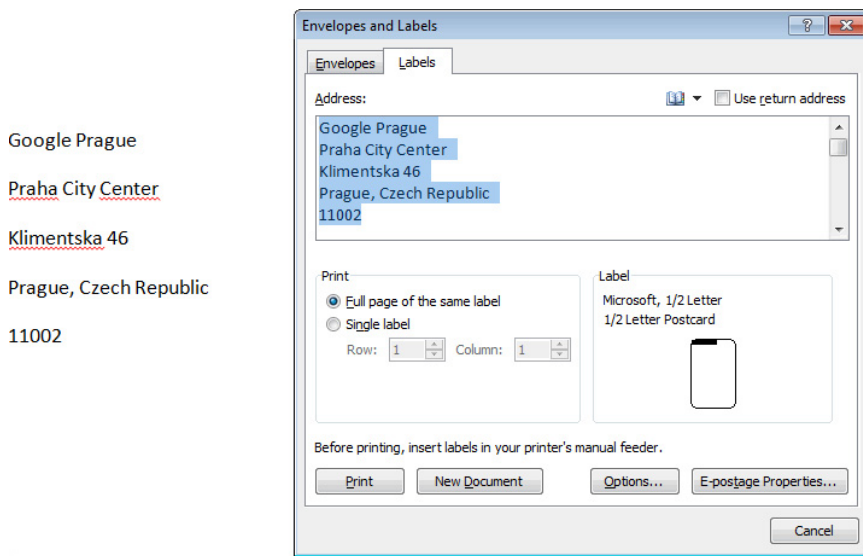 Google Prague
Praha City Center
Klimentska 46
Prague, Czech Republic
11002
Envelopes and Labels
Envelopes
Labels
Address:
Use return address
Google Prague
Praha City Center
Klimentska 46
Prague, Czech Republic
11002
Print
Full page of the same label
Single label
Row: 1 Column: 1
Label
Microsoft, 1/2 Letter
1/2 Letter Postcard
Before printing, insert labels in your printer's manual feeder.
Print
New Document
Options...
E-postage Properties...
Cancel